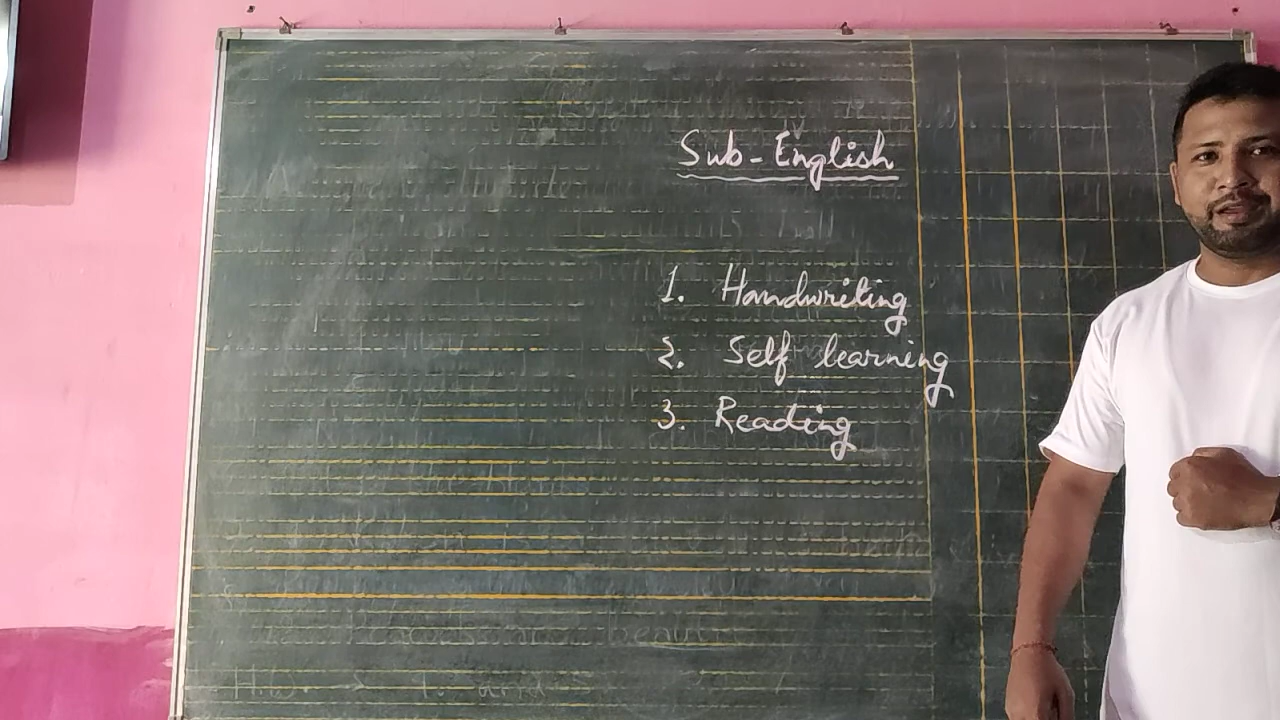 Sub - English
1. Handwriting
2. Self learning
3. Reading